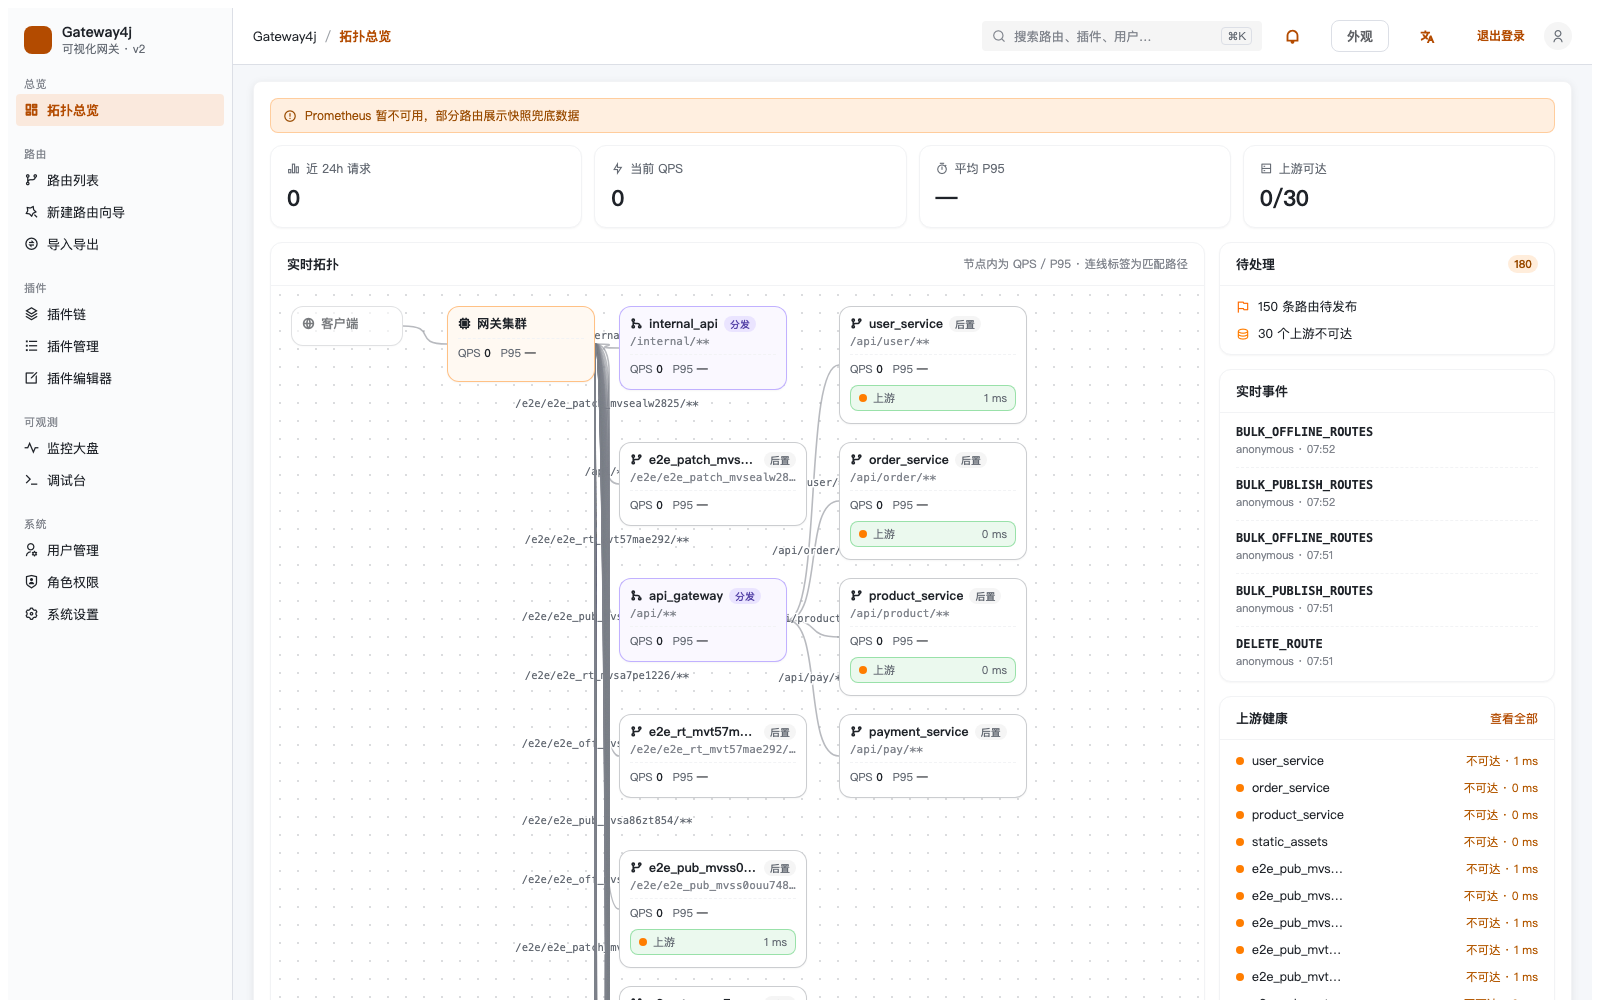 Gateway4j
可视化网关 · v2
总览
拓扑总览
路由
路由列表
新建路由向导
导入导出
插件
插件链
插件管理
插件编辑器
可观测
监控大盘
调试台
系统
用户管理
角色权限
系统设置
Gateway4j / 拓扑总览
搜索路由、插件、用户... ⌘K
外观
退出登录
Prometheus 暂不可用，部分路由展示快照兜底数据
近 24h 请求
0
当前 QPS
0
平均 P95
—
上游可达
0/30
实时拓扑
节点内为 QPS / P95 · 连线标签为匹配路径
客户端
网关集群
QPS 0 P95 —
internal_api 分发
/internal/**
QPS 0 P95 —
user_service 后置
/api/user/**
QPS 0 P95 —
上游 1 ms
/e2e/e2e_patch_mvsealw2825/**
e2e_patch_mvs... 后置
/e2e/e2e_patch_mvsealw28...
QPS 0 P95 —
order_service 后置
/api/order/**
QPS 0 P95 —
上游 0 ms
/e2e/e2e_rt_mvt57mae292/**
/api/order/
api_gateway 分发
/api/**
QPS 0 P95 —
product_service 后置
/api/product/**
QPS 0 P95 —
上游 0 ms
/e2e/e2e_rt_mvsa7pe1226/**
/api/pay/*
e2e_rt_mvt57m... 后置
/e2e/e2e_rt_mvt57mae292/...
QPS 0 P95 —
payment_service 后置
/api/pay/**
QPS 0 P95 —
/e2e/e2e_pub_mvsa86zt854/**
e2e_pub_mvss0... 后置
/e2e/e2e_pub_mvss0ouu748...
QPS 0 P95 —
上游 1 ms
待处理 180
150 条路由待发布
30 个上游不可达
实时事件
BULK_OFFLINE_ROUTES
anonymous · 07:52
BULK_PUBLISH_ROUTES
anonymous · 07:52
BULK_OFFLINE_ROUTES
anonymous · 07:51
BULK_PUBLISH_ROUTES
anonymous · 07:51
DELETE_ROUTE
anonymous · 07:51
上游健康 查看全部
user_service 不可达 · 1 ms
order_service 不可达 · 0 ms
product_service 不可达 · 0 ms
static_assets 不可达 · 0 ms
e2e_pub_mvs... 不可达 · 1 ms
e2e_pub_mvs... 不可达 · 0 ms
e2e_pub_mvs... 不可达 · 1 ms
e2e_pub_mvt... 不可达 · 1 ms
e2e_pub_mvt... 不可达 · 1 ms